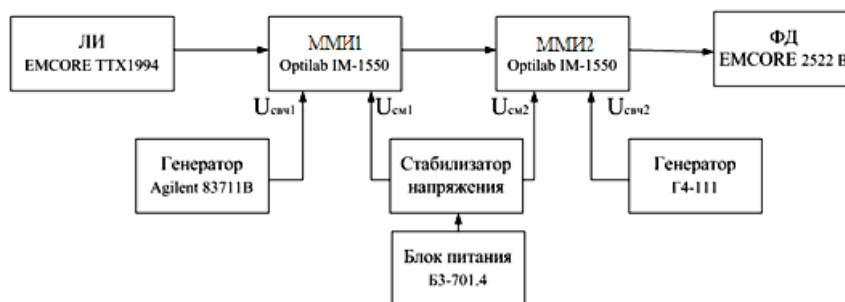 ЛИ
EMCORE TTX1994
ММИ1
Optilab IM-1550
ММИ2
Optilab IM-1550
ФД
EMCORE 2522 B
Uсвч1
Uсм1
Uсм2
Uсвч2
Генератор
Agilent 83711B
Стабилизатор
напряжения
Генератор
Г4-111
Блок питания
Б3-701.4